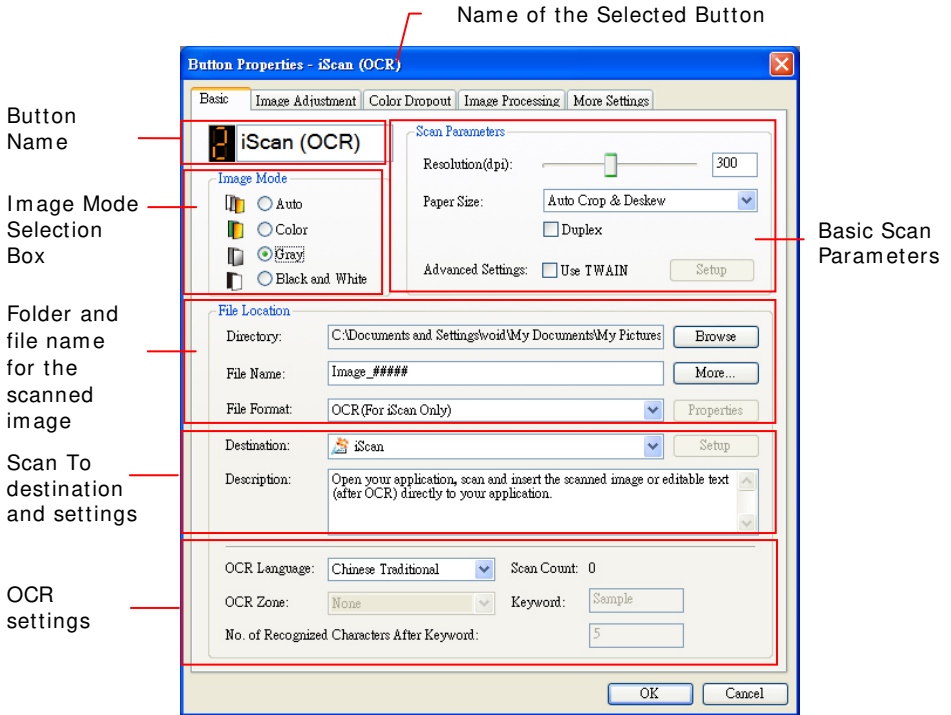 Name of the Selected Button
Button Properties - iScan (OCR)
Basic Image Adjustment Color Dropout Image Processing More Settings
Button
Name
2 iScan (OCR)
Image Mode
Selection
Box
Image Mode
Auto
Color
Gray
Black and White
Scan Parameters
Resolution(dpi): 300
Paper Size: Auto Crop & Deskew
Duplex
Advanced Settings: Use TWAIN Setup
Basic Scan
Parameters
Folder and
file name
for the
scanned
image
File Location
Directory: C:\Documents and Settings\void\My Documents\My Pictures Browse
File Name: Image_##### More...
File Format: OCR(For iScan Only) Properties
Scan To
destination
and settings
Destination: iScan Setup
Description: Open your application, scan and insert the scanned image or editable text
(after OCR) directly to your application.
OCR
settings
OCR Language: Chinese Traditional Scan Count: 0
OCR Zone: None Keyword: Sample
No. of Recognized Characters After Keyword: 5
OK Cancel